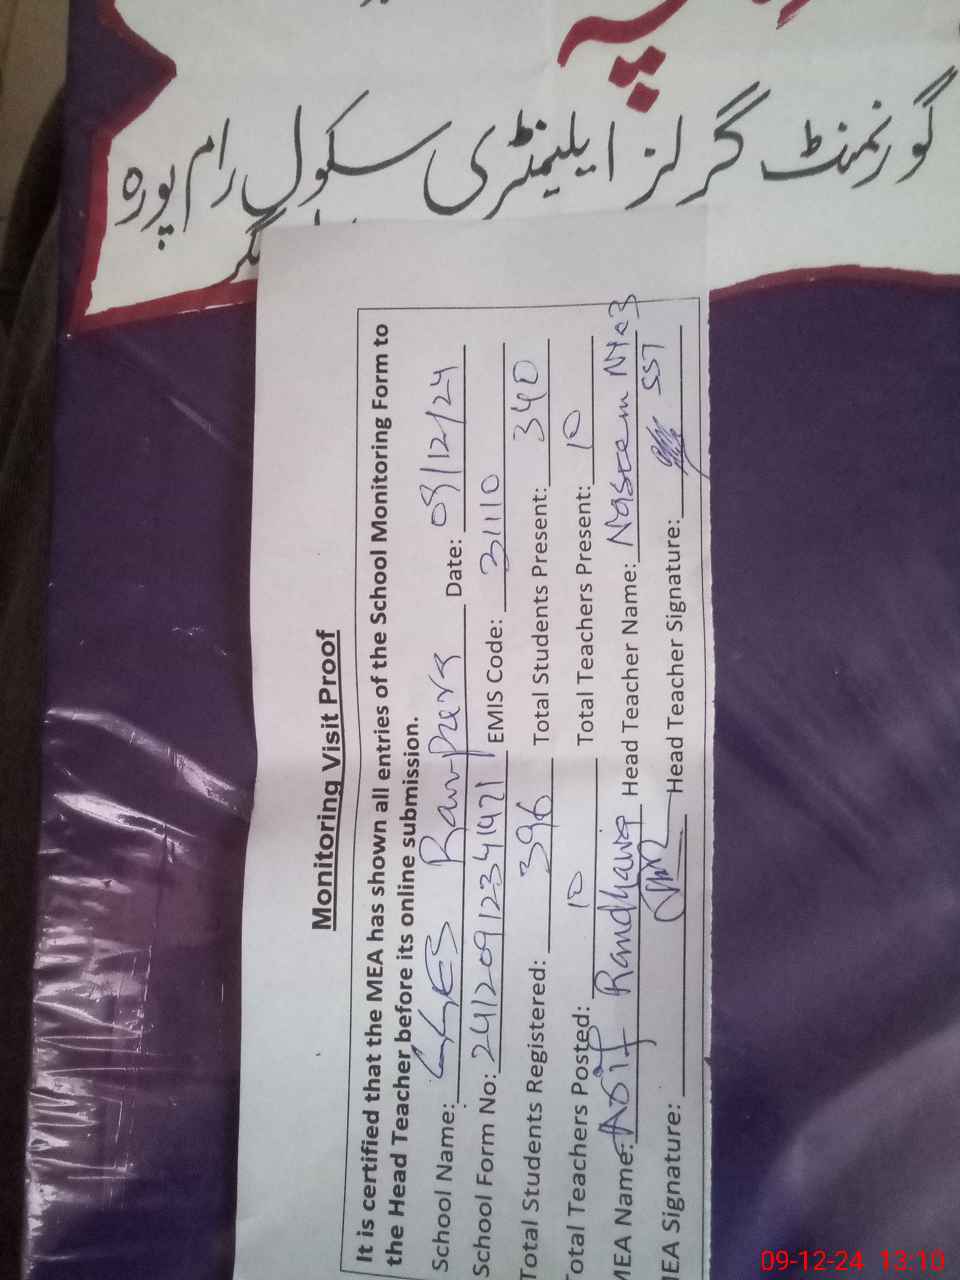 گورنمنٹ گرلز ایلیمنٹری سکول رام پورہ
Monitoring Visit Proof
It is certified that the MEA has shown all entries of the School Monitoring Form to
the Head Teacher before its online submission.
School Name: GGES Rampura Date: 09/12/24
School Form No: 24120912341421 EMIS Code: 31110
Total Students Registered: 396 Total Students Present: 340
Total Teachers Posted: 10 Total Teachers Present: 10
MEA Name: Asif Randhawa Head Teacher Name: Naseem
MEA Signature: Head Teacher Signature: SST
09-12-24 13:10